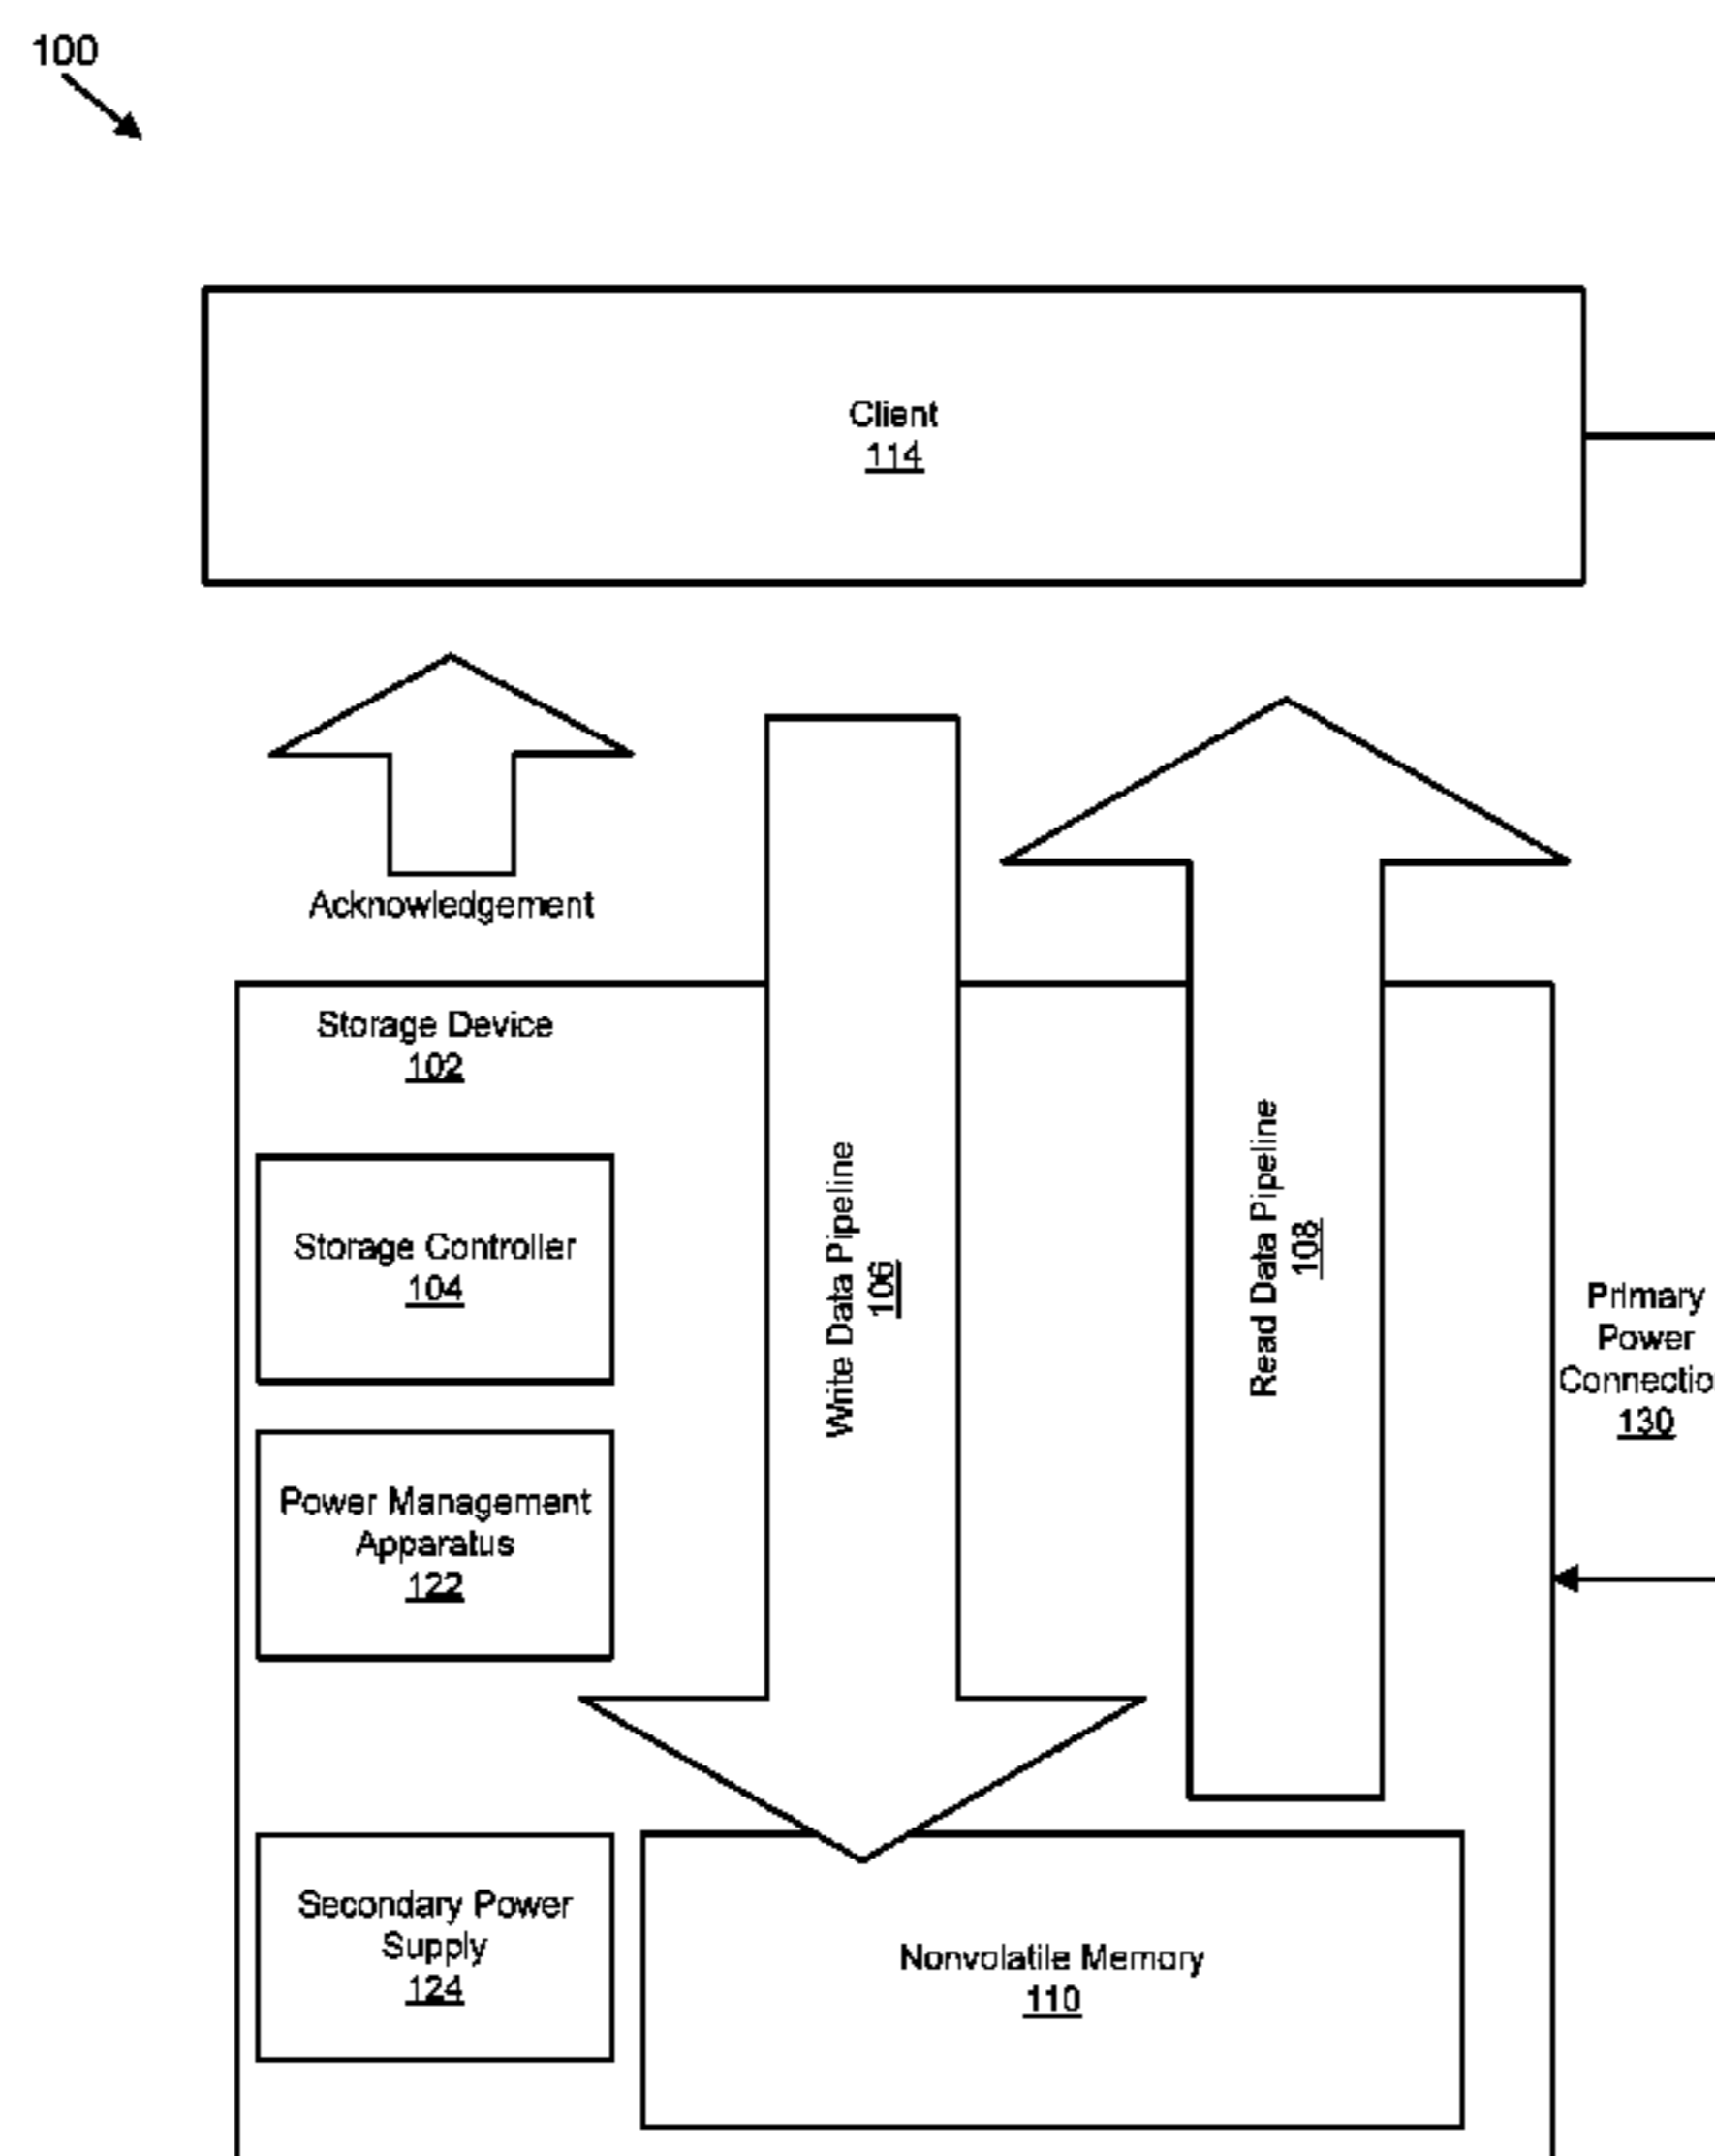 100
Client
114
Acknowledgement
Storage Device
102
Storage Controller
104
Power Management
Apparatus
122
Write Data Pipeline
106
Read Data Pipeline
108
Primary
Power
Connectio
130
Secondary Power
Supply
124
Nonvolatile Memory
110